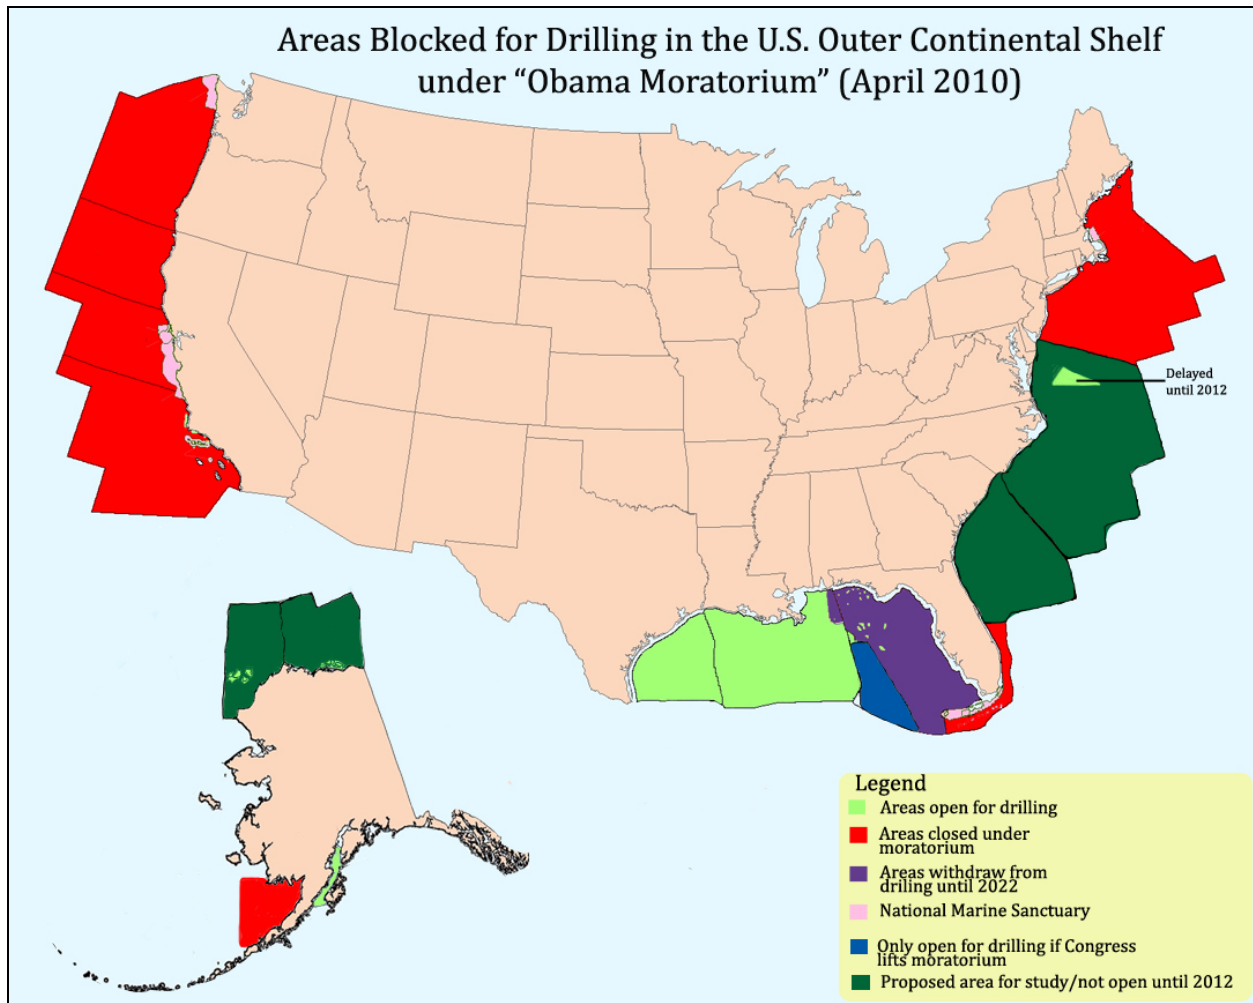 Areas Blocked for Drilling in the U.S. Outer Continental Shelf
under “Obama Moratorium” (April 2010)
Delayed
until 2012
Legend
Areas open for drilling
Areas closed under
moratorium
Areas withdraw from
driling until 2022
National Marine Sanctuary
Only open for drilling if Congress
lifts moratorium
Proposed area for study/not open until 2012